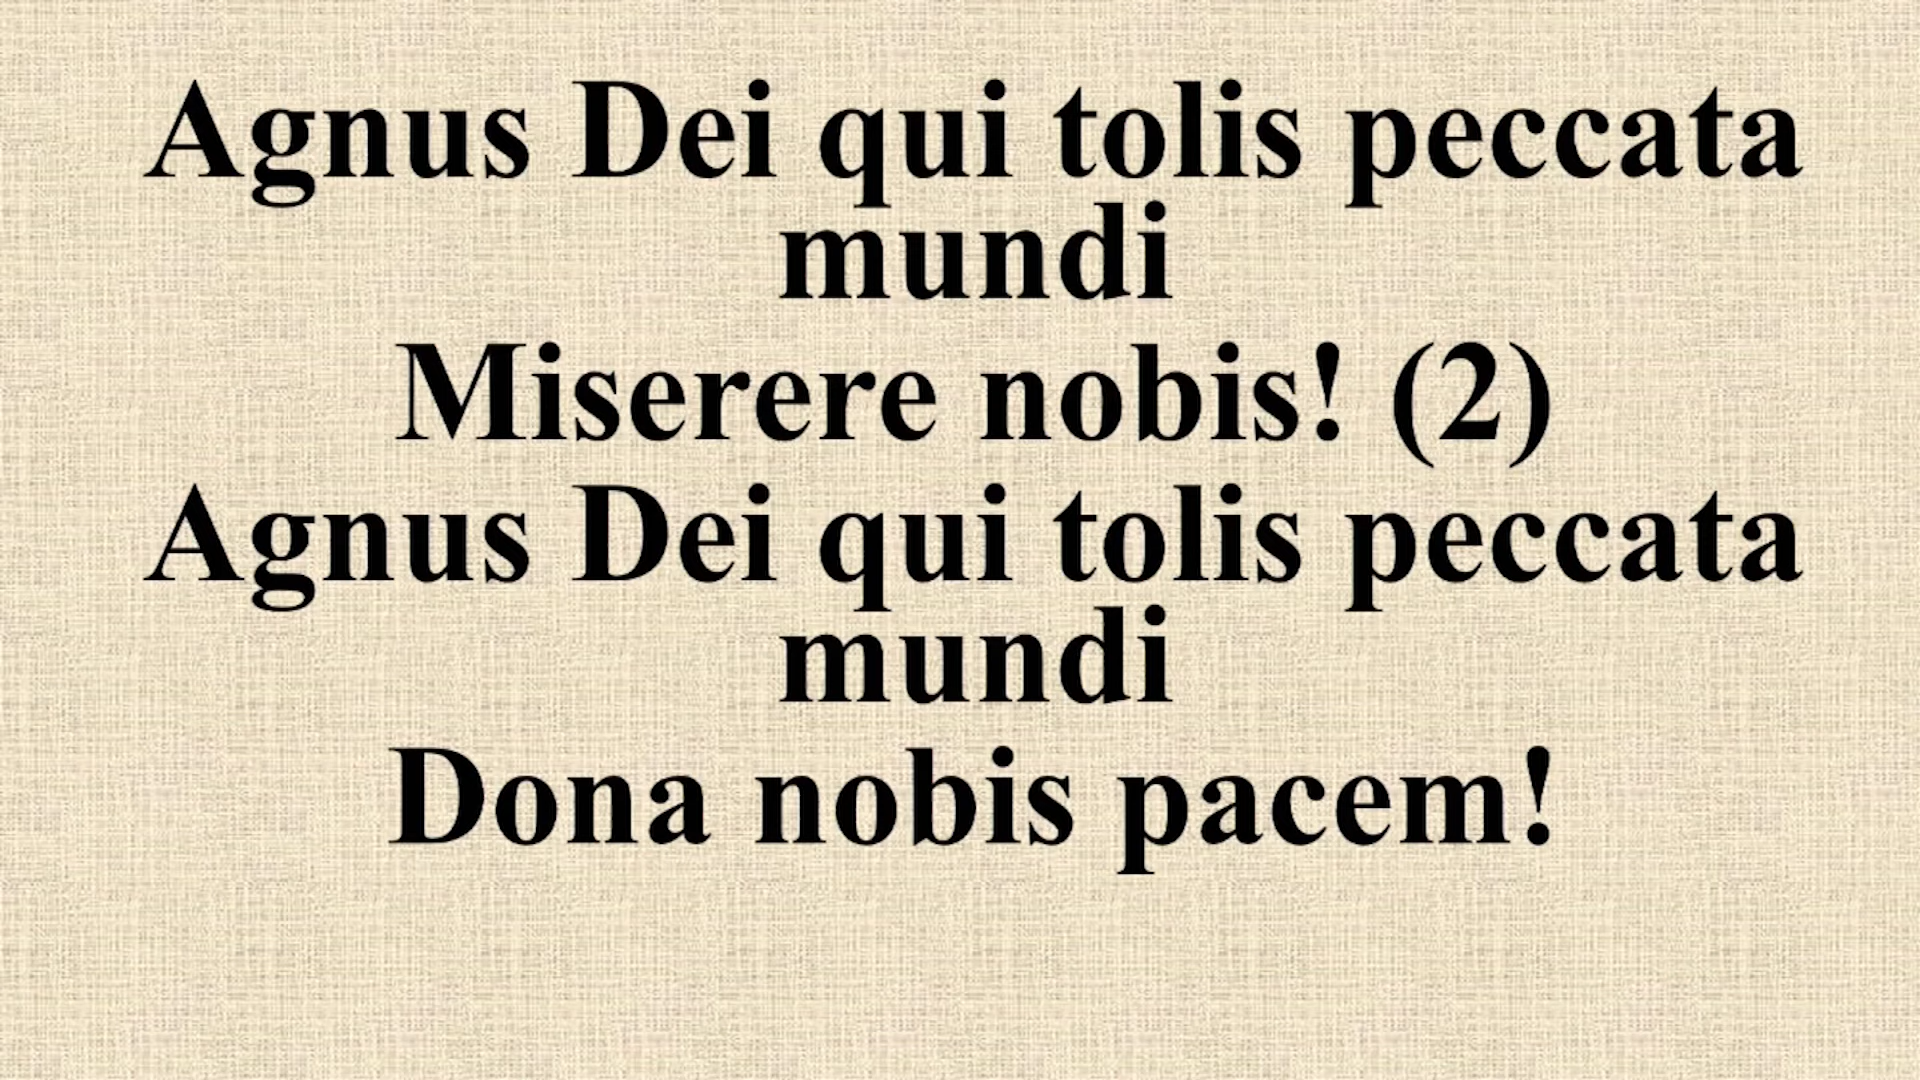 Agnus Dei qui tolis peccata
mundi
Miserere nobis! (2)
Agnus Dei qui tolis peccata
mundi
Dona nobis pacem!